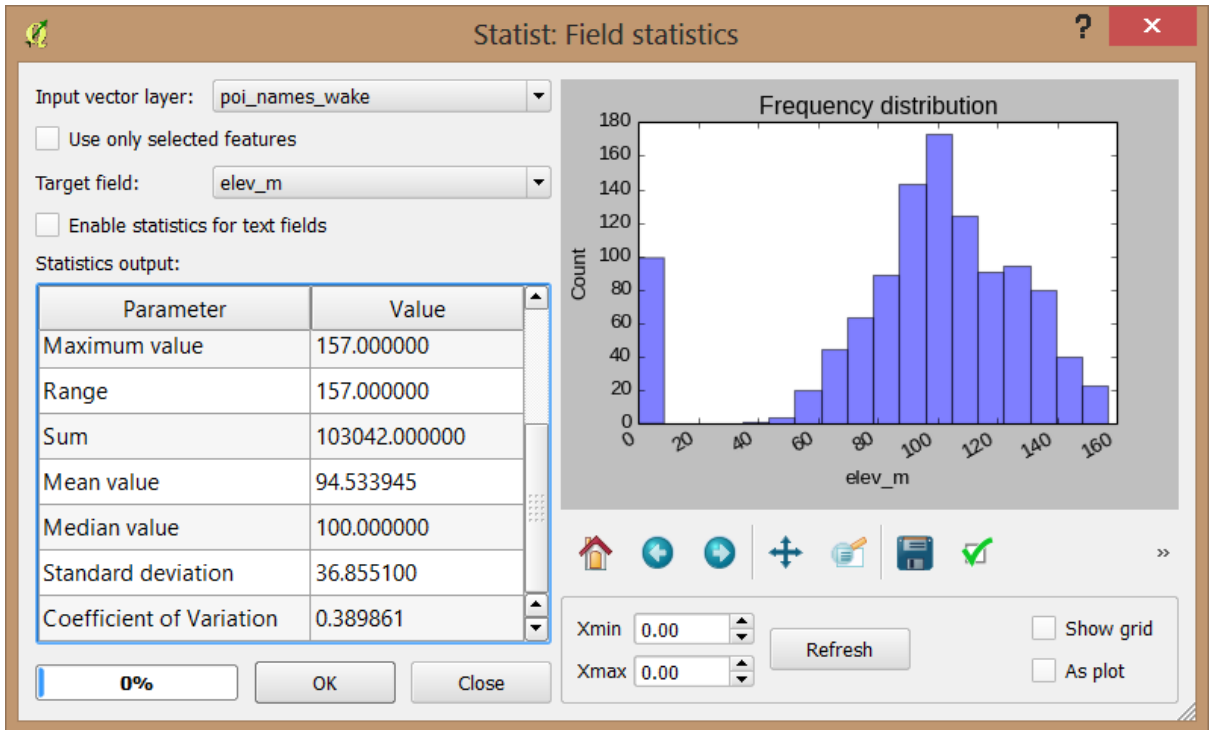 Statist: Field statistics
?
x
Input vector layer:
poi_names_wake
Use only selected features
Target field:
elev_m
Enable statistics for text fields
Statistics output:
Parameter Value
Maximum value 157.000000
Range 157.000000
Sum 103042.000000
Mean value 94.533945
Median value 100.000000
Standard deviation 36.855100
Coefficient of Variation 0.389861
0%
OK
Close
Frequency distribution
180
160
140
120
100
80
60
40
20
0
Count
0 20 40 60 80 100 120 140 160
elev_m
»
Xmin 0.00
Xmax 0.00
Refresh
Show grid
As plot